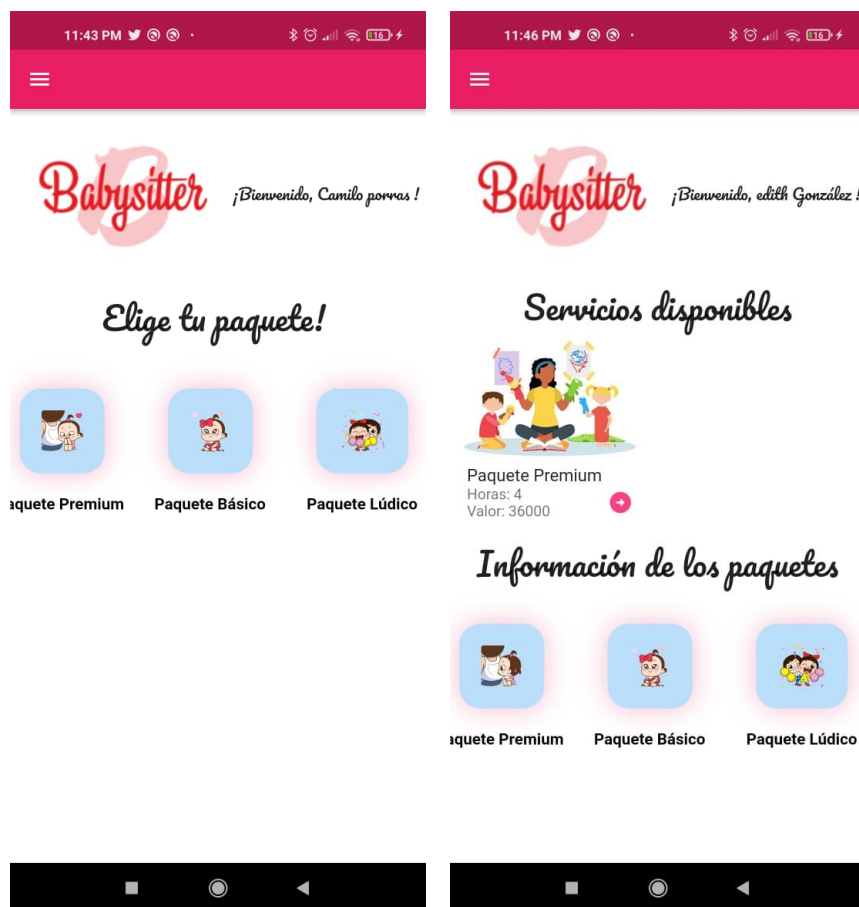 11:43 PM
16
B
Babysitter
¡Bienvenido, Camilo porras !
Elige tu paquete!
aquete Premium
Paquete Básico
Paquete Lúdico
11:46 PM
16
B
Babysitter
¡Bienvenido, edith González !
Servicios disponibles
Paquete Premium
Horas: 4
Valor: 36000
Información de los paquetes
aquete Premium
Paquete Básico
Paquete Lúdico